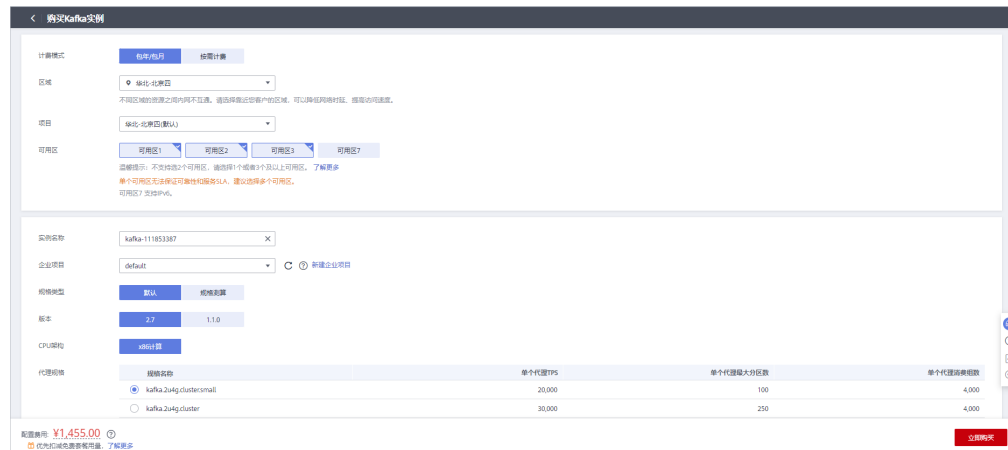 购买Kafka实例
计费模式
包年/包月 按需计费
区域
华北-北京四
不同区域的资源之间内网不互通。请选择靠近您客户的区域，可以降低网络时延、提高访问速度。
项目
华北-北京四(默认)
可用区
可用区1 可用区2 可用区3 可用区7
温馨提示：不支持选2个可用区，请选择1个或者3个及以上可用区。 了解更多
单个可用区无法保证可靠性和服务SLA，建议选择多个可用区。
可用区7 支持IPv6。
实例名称
kafka-111853387
企业项目
default 新建企业项目
规格类型
默认 规格测算
版本
2.7 1.1.0
CPU架构
x86计算
代理规格
规格名称 单个代理TPS 单个代理最大分区数 单个代理消费组数
kafka.2u4g.cluster.small 20,000 100 4,000
kafka.2u4g.cluster 30,000 250 4,000
配置费用: ¥1,455.00
优先扣减免费套餐用量，了解更多
立即购买